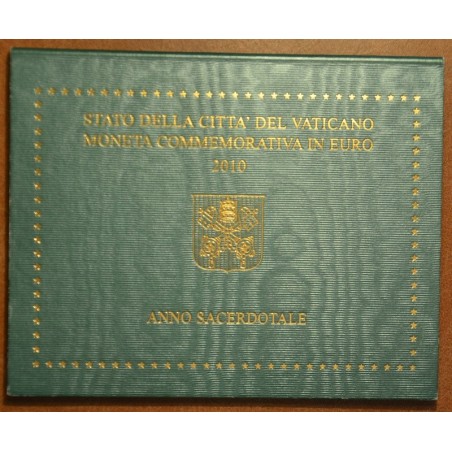 STATO DELLA CITTA' DEL VATICANO
MONETA COMMEMORATIVA IN EURO
2010
ANNO SACERDOTALE